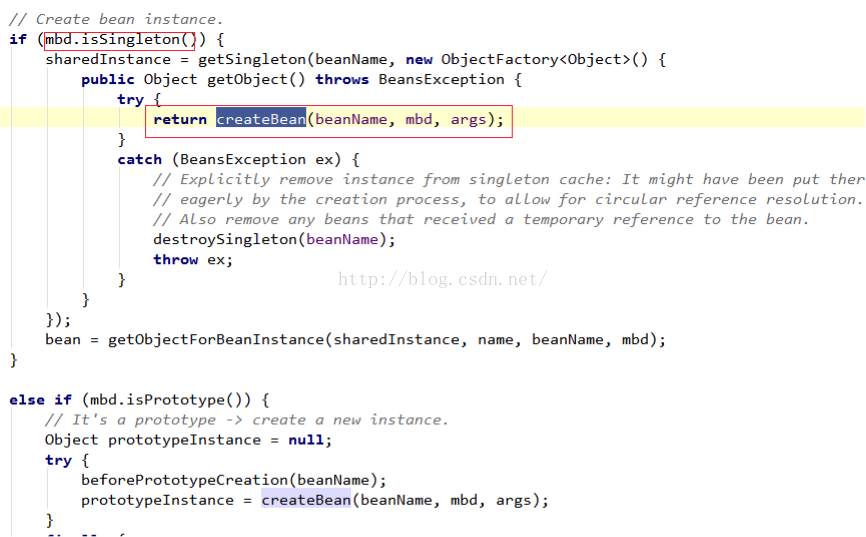 // Create bean instance.
if (mbd.isSingleton()) {
    sharedInstance = getSingleton(beanName, new ObjectFactory<Object>() {
        public Object getObject() throws BeansException {
            try {
                return createBean(beanName, mbd, args);
            }
            catch (BeansException ex) {
                // Explicitly remove instance from singleton cache: It might have been put ther
                // eagerly by the creation process, to allow for circular reference resolution.
                // Also remove any beans that received a temporary reference to the bean.
                destroySingleton(beanName);
                throw ex;
            }
http://blog.csdn.net/
        }
    });
    bean = getObjectForBeanInstance(sharedInstance, name, beanName, mbd);
}
else if (mbd.isPrototype()) {
    // It's a prototype -> create a new instance.
    Object prototypeInstance = null;
    try {
        beforePrototypeCreation(beanName);
        prototypeInstance = createBean(beanName, mbd, args);
    }